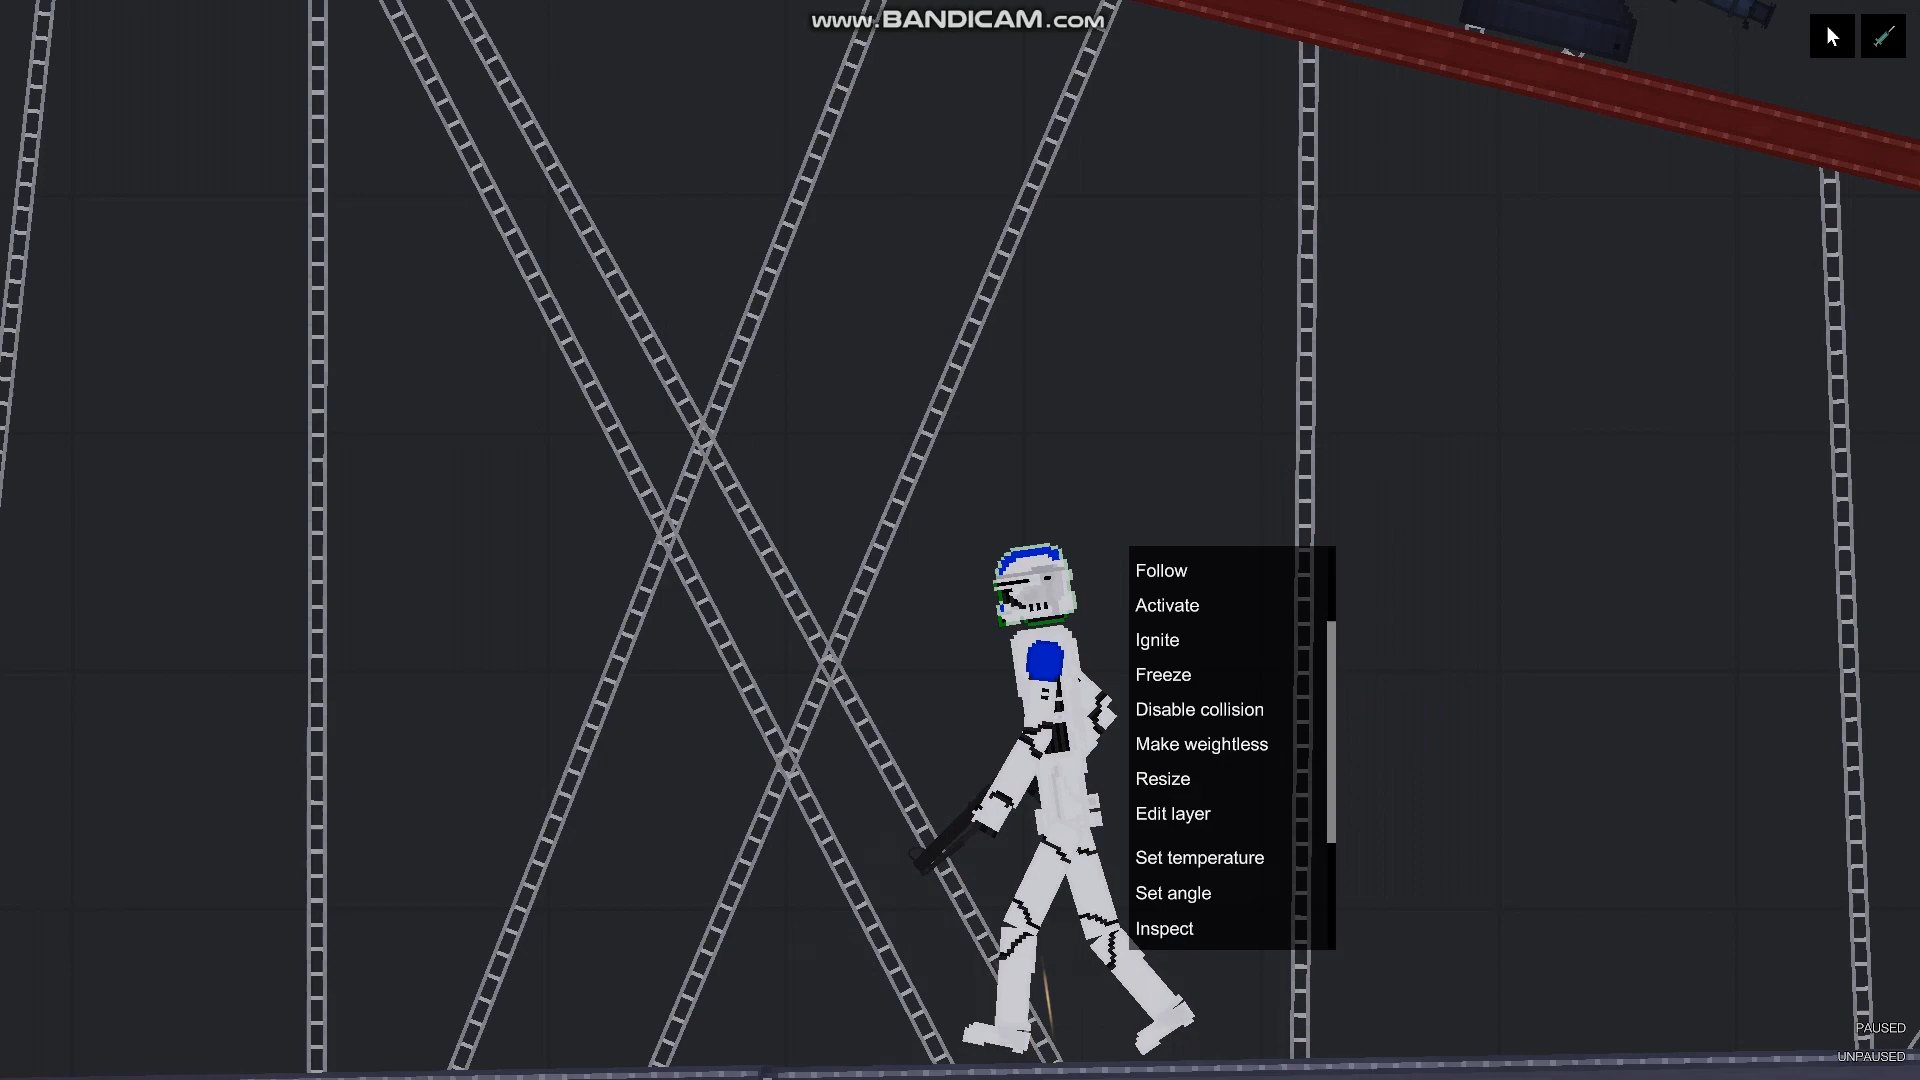 www.BANDICAM.com
Follow
Activate
Ignite
Freeze
Disable collision
Make weightless
Resize
Edit layer
Set temperature
Set angle
Inspect
PAUSED
UNPAUSED